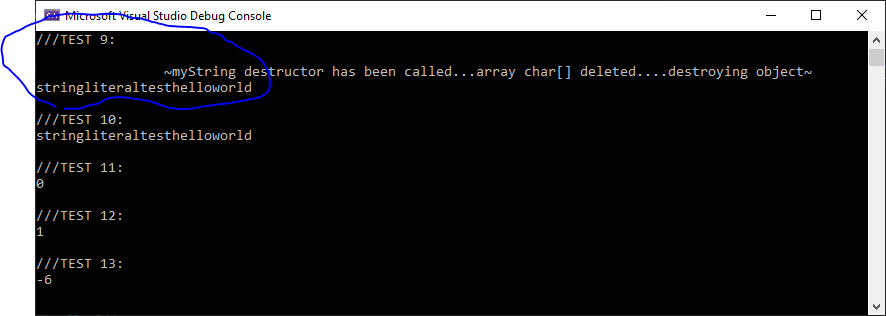 Microsoft Visual Studio Debug Console
///TEST 9:
~myString destructor has been called...array char[] deleted....destroying object~
stringliteraltesthelloworld
///TEST 10:
stringliteraltesthelloworld
///TEST 11:
0
///TEST 12:
1
///TEST 13:
-6